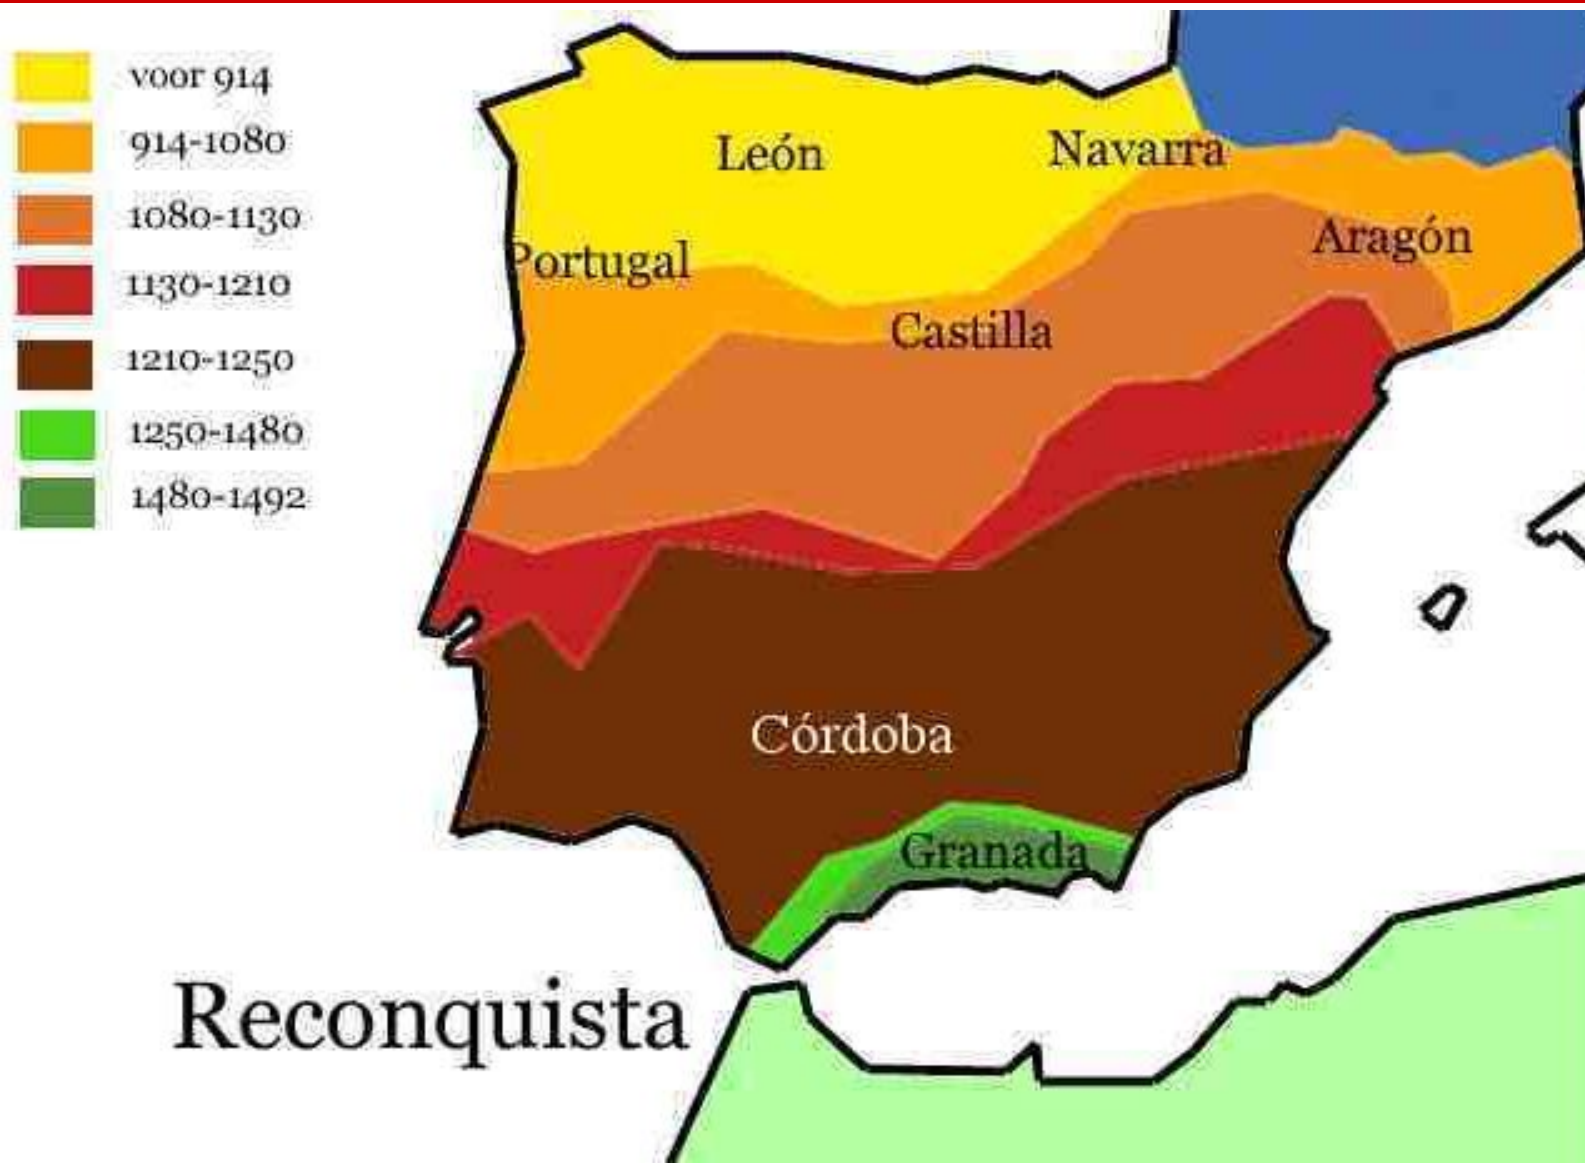 voor 914
914-1080
1080-1130
1130-1210
1210-1250
1250-1480
1480-1492
León
Navarra
Portugal
Aragón
Castilla
Córdoba
Granada
Reconquista